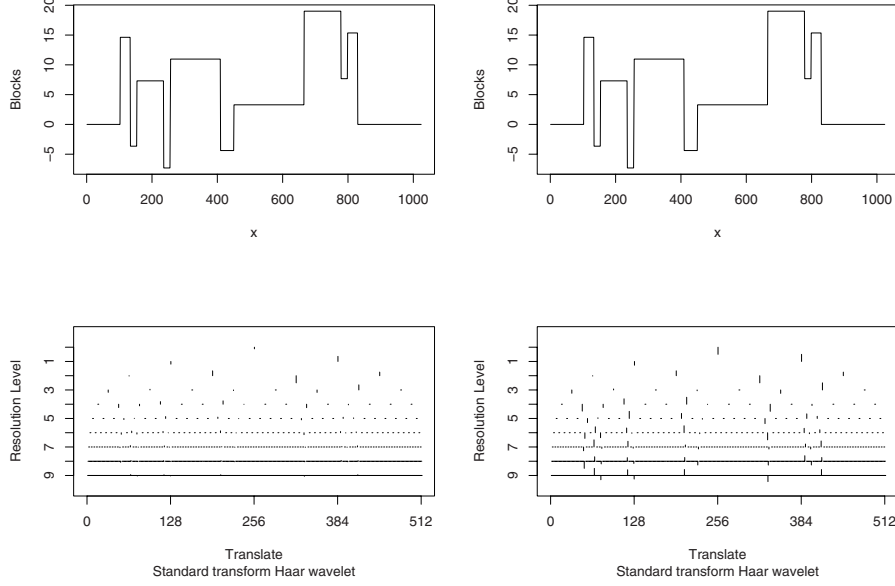 20
15
10
5
0
−5
Blocks
0 200 400 600 800 1000
x
20
15
10
5
0
−5
Blocks
0 200 400 600 800 1000
x
1
3
5
7
9
Resolution Level
0 128 256 384 512
Translate
Standard transform Haar wavelet
1
3
5
7
9
Resolution Level
0 128 256 384 512
Translate
Standard transform Haar wavelet